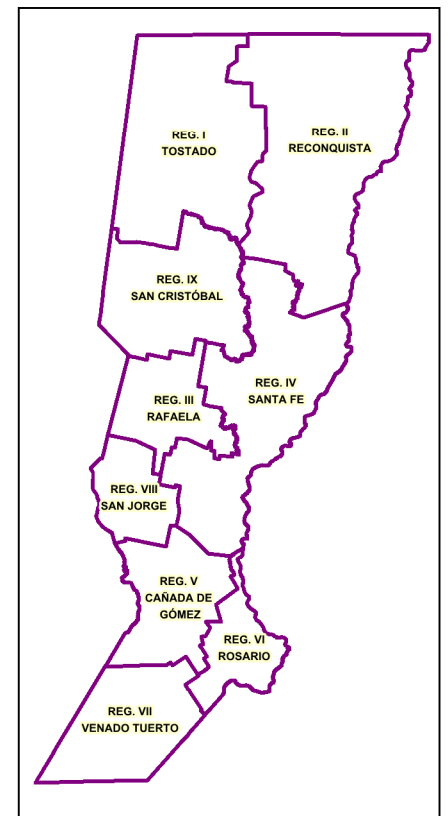 REG. I
TOSTADO
REG. II
RECONQUISTA
REG. IX
SAN CRISTÓBAL
REG. IV
SANTA FE
REG. III
RAFAELA
REG. VIII
SAN JORGE
REG. V
CAÑADA DE
GÓMEZ
REG. VI
ROSARIO
REG. VII
VENADO TUERTO